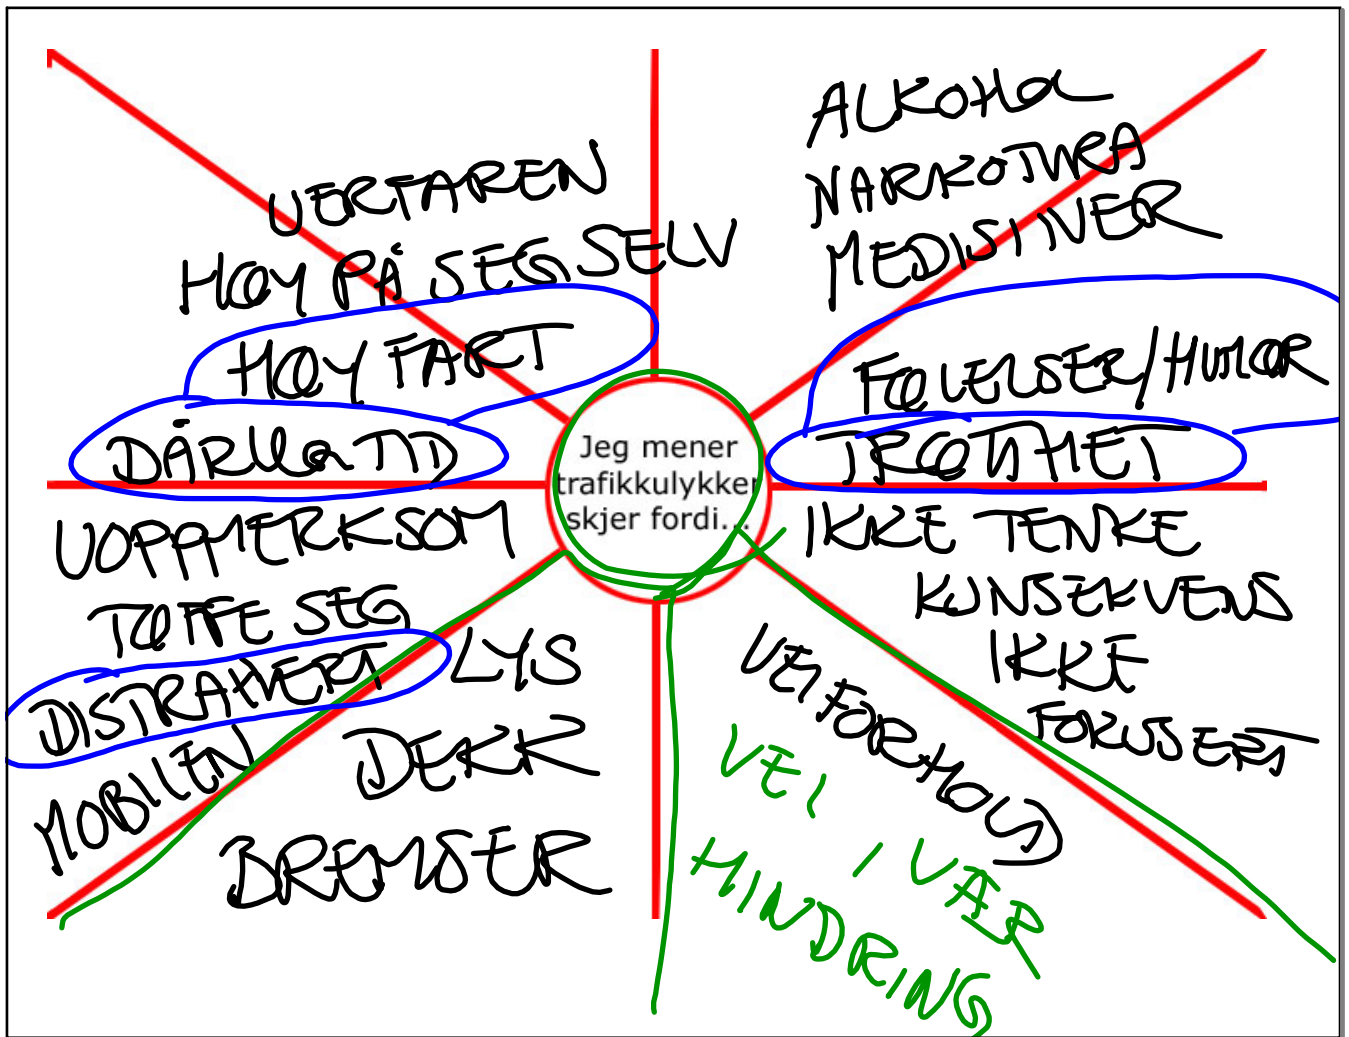 UERFAREN
HØY PÅ SEG SELV
HØY FART
DÅRLIG TID
UOPPMERKSOM
TØFFE SEG
DISTRAHERT
MOBILEN
LYS
DEKK
BREMSER
Jeg mener
trafikkulykker
skjer fordi...
ALKOHOL
NARKOTIKA
MEDISINER
FØLELSER/HUMØR
TRØTTHET
IKKE TENKE
KONSEKVENS
IKKE
FOKUSERT
VEIFORHOLD
VEI / VÆR
HINDRING